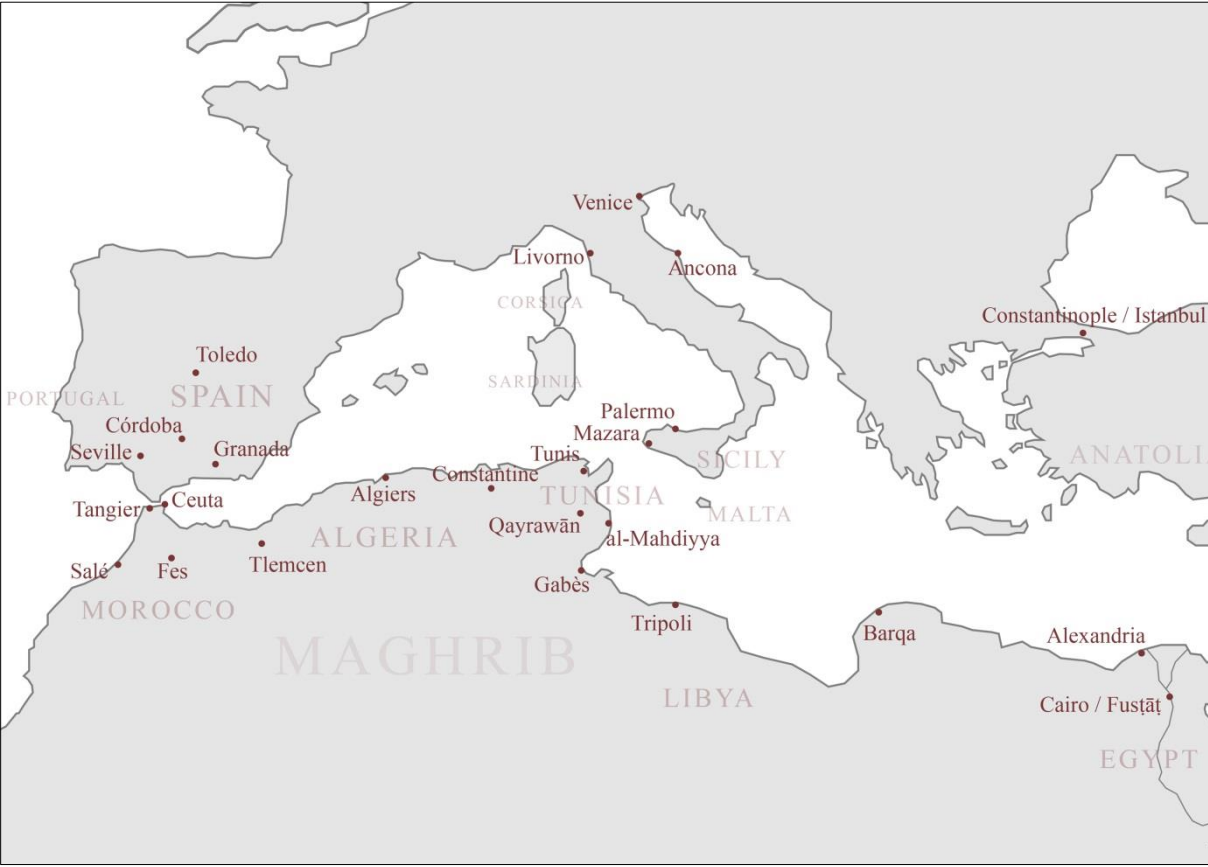 Venice
Livorno
Ancona
CORSICA
Constantinople / Istanbul
Toledo
SARDINIA
PORTUGAL
SPAIN
Palermo
Córdoba
Mazara
Seville
Granada
Tunis
SICILY
ANATOLI
Constantine
Algiers
TUNISIA
Ceuta
Tangier
MALTA
Qayrawān
ALGERIA
al-Mahdiyya
Salé
Fes
Tlemcen
Gabès
MOROCCO
Tripoli
Barqa
Alexandria
MAGHRIB
LIBYA
Cairo / Fusṭāṭ
EGYPT